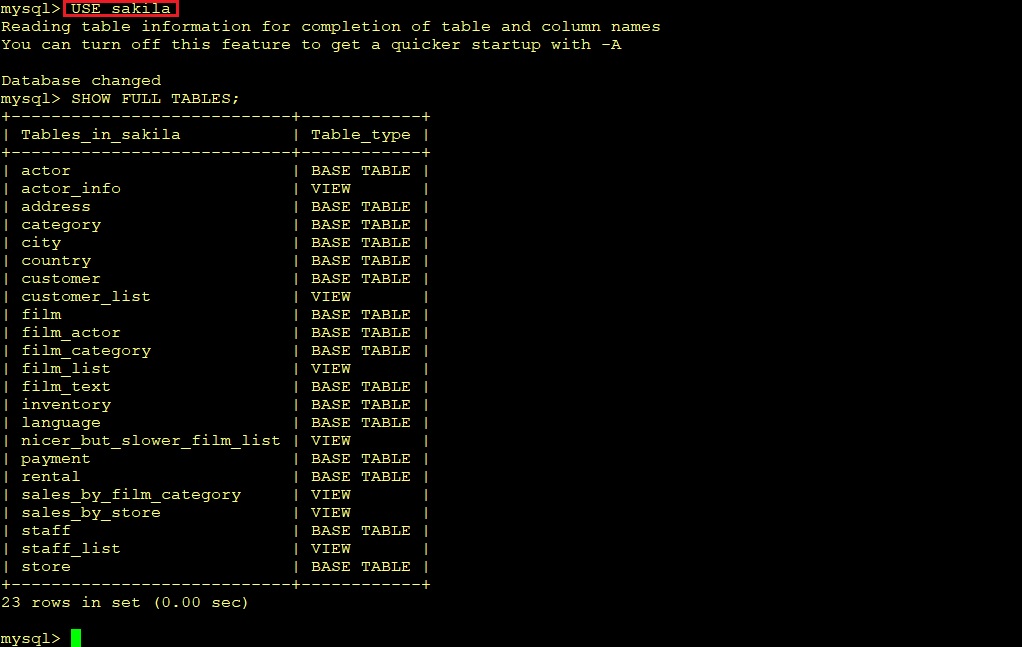 mysql> USE sakila
Reading table information for completion of table and column names
You can turn off this feature to get a quicker startup with -A
Database changed
mysql> SHOW FULL TABLES;
+----------------------------+------------+
| Tables_in_sakila           | Table_type |
+----------------------------+------------+
| actor                      | BASE TABLE |
| actor_info                 | VIEW       |
| address                    | BASE TABLE |
| category                   | BASE TABLE |
| city                       | BASE TABLE |
| country                    | BASE TABLE |
| customer                   | BASE TABLE |
| customer_list              | VIEW       |
| film                       | BASE TABLE |
| film_actor                 | BASE TABLE |
| film_category              | BASE TABLE |
| film_list                  | VIEW       |
| film_text                  | BASE TABLE |
| inventory                  | BASE TABLE |
| language                   | BASE TABLE |
| nicer_but_slower_film_list | VIEW       |
| payment                    | BASE TABLE |
| rental                     | BASE TABLE |
| sales_by_film_category     | VIEW       |
| sales_by_store             | VIEW       |
| staff                      | BASE TABLE |
| staff_list                 | VIEW       |
| store                      | BASE TABLE |
+----------------------------+------------+
23 rows in set (0.00 sec)
mysql>